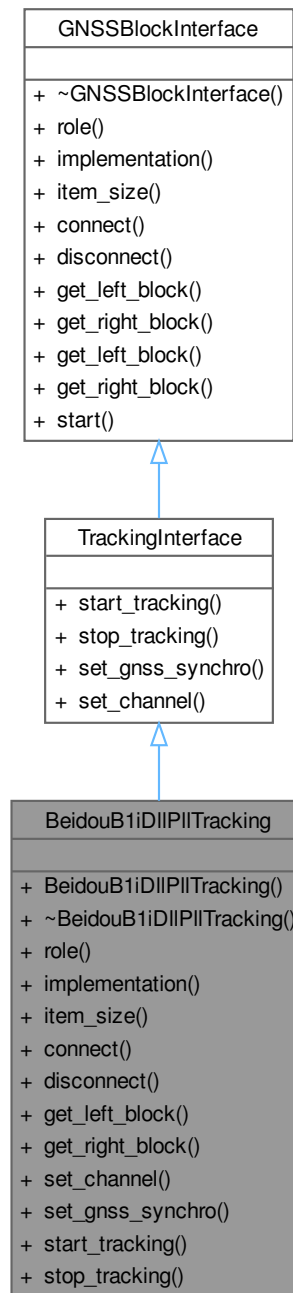 GNSSBlockInterface
+ ~GNSSBlockInterface()
+ role()
+ implementation()
+ item_size()
+ connect()
+ disconnect()
+ get_left_block()
+ get_right_block()
+ get_left_block()
+ get_right_block()
+ start()
TrackingInterface
+ start_tracking()
+ stop_tracking()
+ set_gnss_synchro()
+ set_channel()
BeidouB1iDllPllTracking
+ BeidouB1iDllPllTracking()
+ ~BeidouB1iDllPllTracking()
+ role()
+ implementation()
+ item_size()
+ connect()
+ disconnect()
+ get_left_block()
+ get_right_block()
+ set_channel()
+ set_gnss_synchro()
+ start_tracking()
+ stop_tracking()